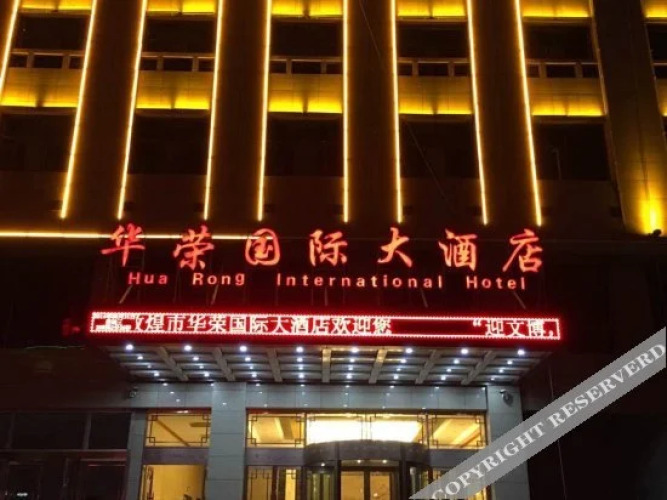 华荣国际大酒店
Hua Rong International Hotel
敦煌市华荣国际大酒店欢迎您 “迎文博，
COPYRIGHT RESERVERD